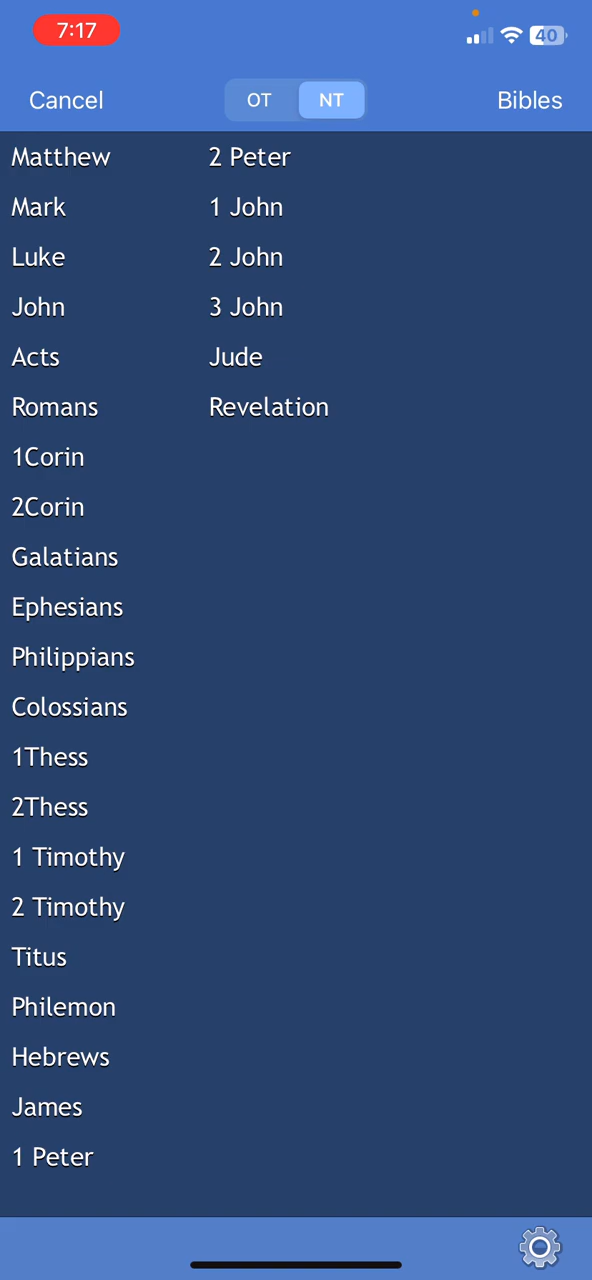 7:17
40
Cancel
OT
NT
Bibles
Matthew
Mark
Luke
John
Acts
Romans
1Corin
2Corin
Galatians
Ephesians
Philippians
Colossians
1Thess
2Thess
1 Timothy
2 Timothy
Titus
Philemon
Hebrews
James
1 Peter
2 Peter
1 John
2 John
3 John
Jude
Revelation